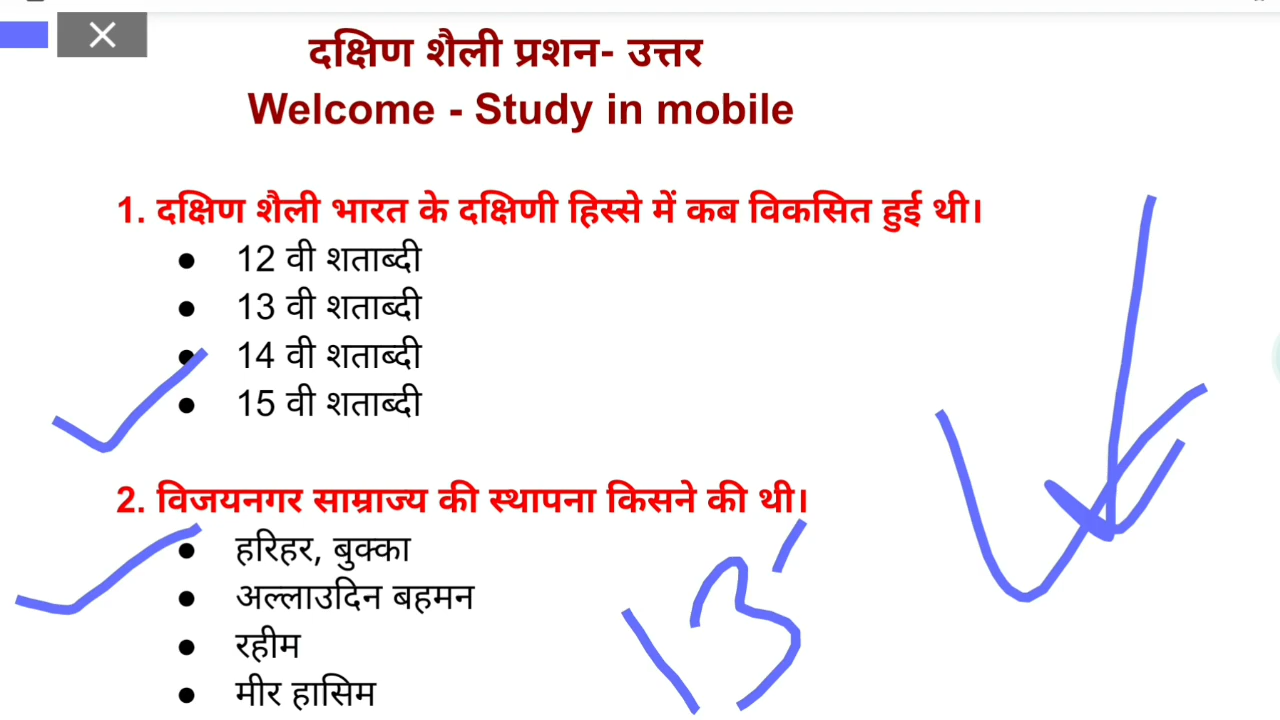 दक्षिण शैली प्रशन- उत्तर
Welcome - Study in mobile
1. दक्षिण शैली भारत के दक्षिणी हिस्से में कब विकसित हुई थी।
● 12 वी शताब्दी
● 13 वी शताब्दी
● 14 वी शताब्दी
● 15 वी शताब्दी
2. विजयनगर साम्राज्य की स्थापना किसने की थी।
● हरिहर, बुक्का
● अल्लाउदिन बहमन
● रहीम
● मीर हासिम
13